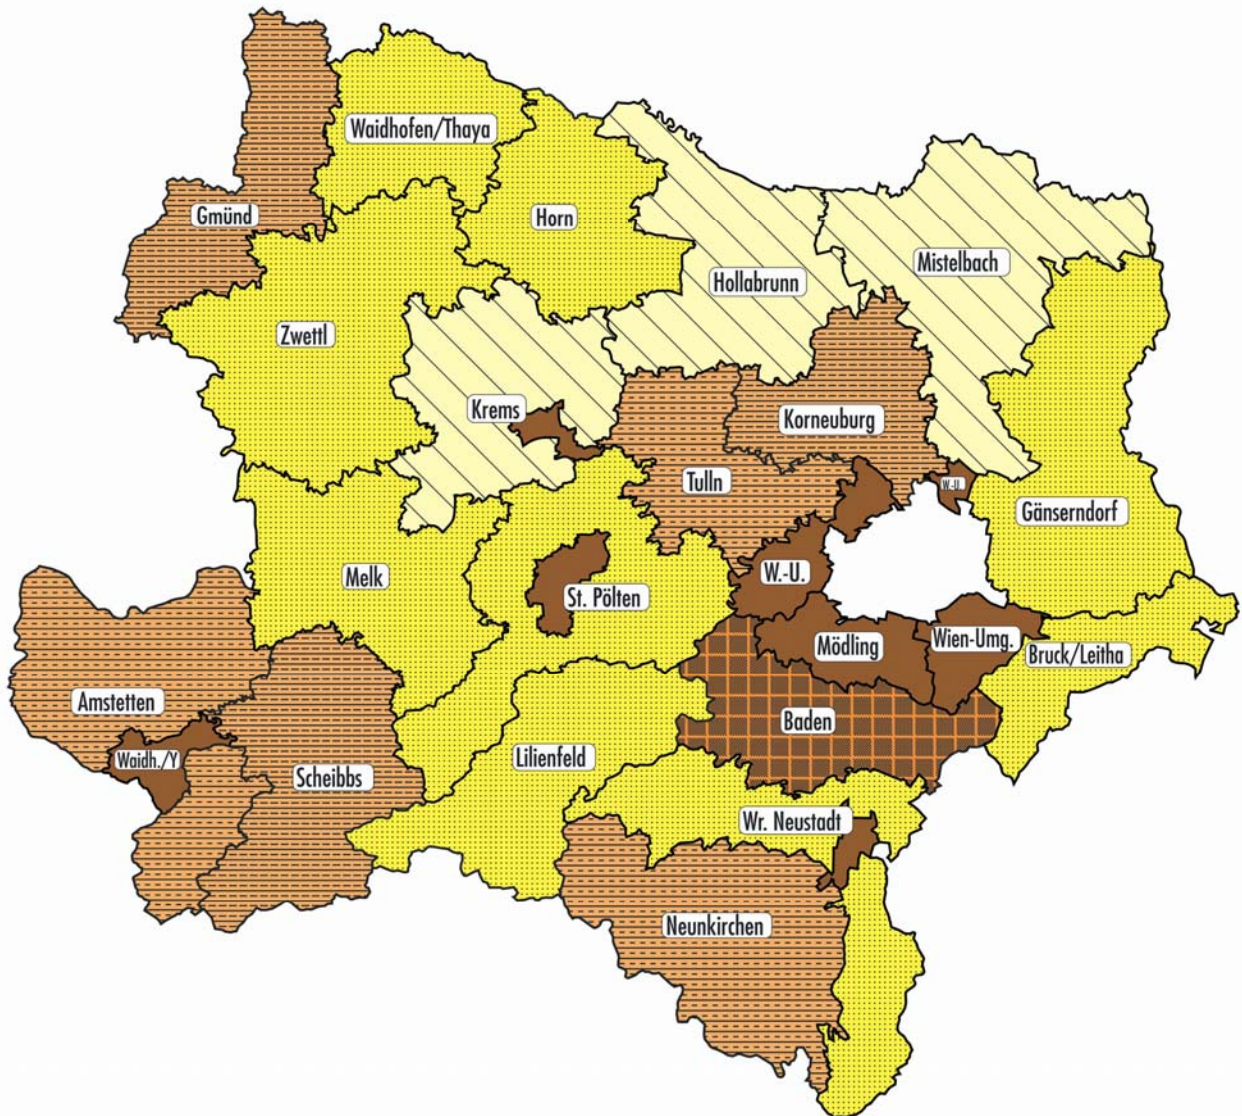 Waidhofen/Thaya
Gmünd
Horn
Mistelbach
Hollabrunn
Zwettl
Krems
Korneuburg
Tulln
W.-U.
Gänserndorf
Melk
W.-U.
St. Pölten
Mödling
Wien-Umg.
Bruck/Leitha
Amstetten
Baden
Waidh./Y
Lilienfeld
Scheibbs
Wr. Neustadt
Neunkirchen